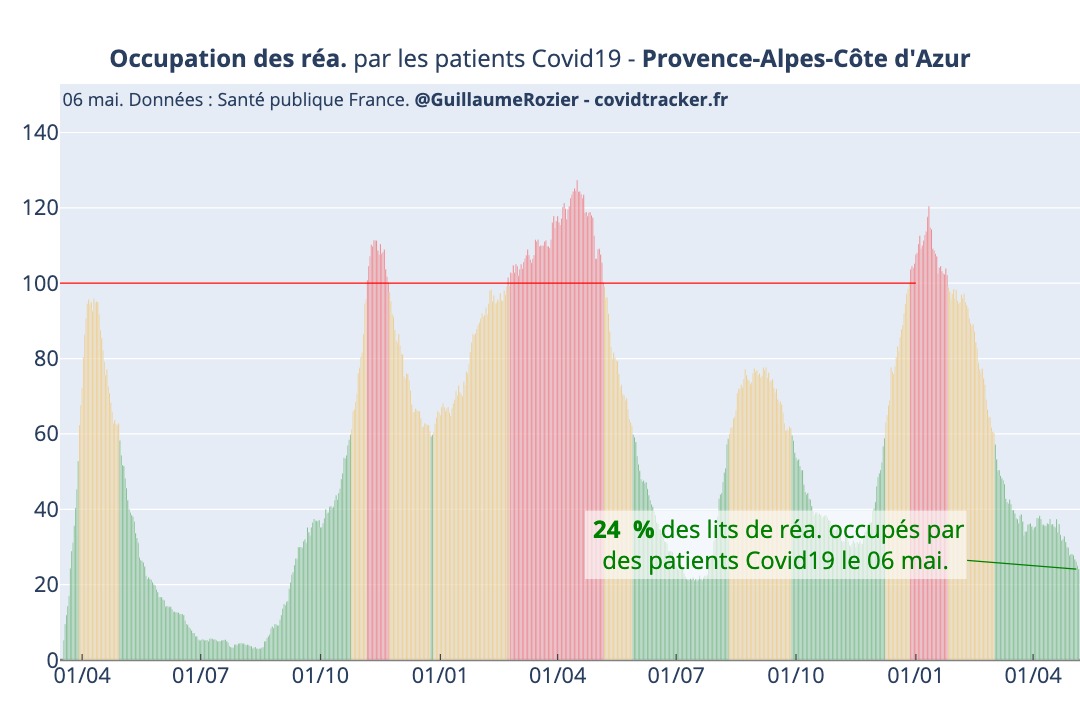 Occupation des réa. par les patients Covid19 - Provence-Alpes-Côte d'Azur
06 mai. Données : Santé publique France. @GuillaumeRozier - covidtracker.fr
140
120
100
80
60
40
20
0
24 % des lits de réa. occupés par
des patients Covid19 le 06 mai.
01/04 01/07 01/10 01/01 01/04 01/07 01/10 01/01 01/04